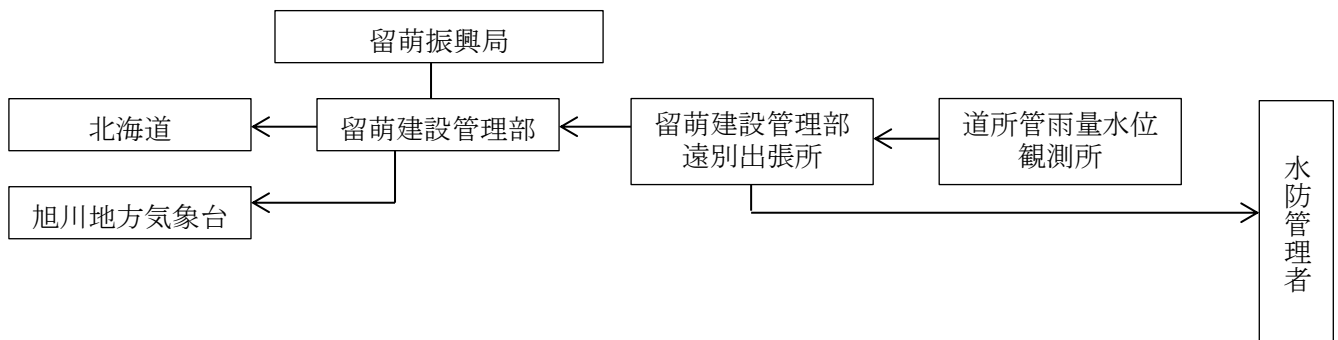 留萌振興局
北海道
留萌建設管理部
留萌建設管理部
遠別出張所
道所管雨量水位
観測所
旭川地方気象台
水防管理者